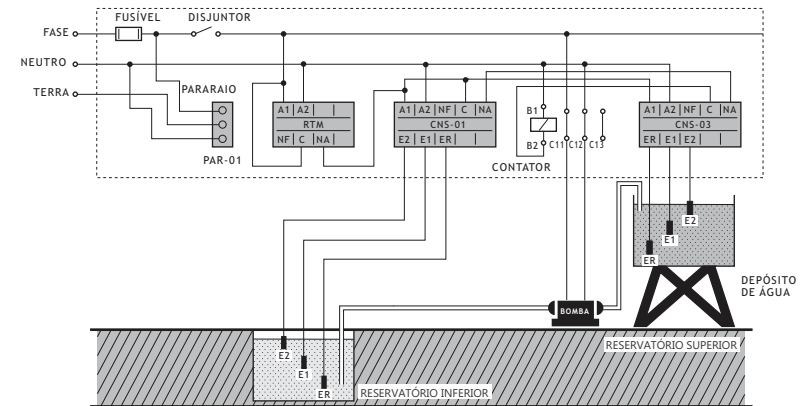 FUSÍVEL DISJUNTOR
FASE
NEUTRO
TERRA
PARARAIO
PAR-01
A1 A2
RTM
NF C NA
A1 A2 NF C NA
CNS-01
E2 E1 ER
B1
B2 C11 C12 C13
CONTATOR
A1 A2 NF C NA
CNS-03
ER E1 E2
E2
E1
ER
DEPÓSITO
DE ÁGUA
BOMBA
RESERVATÓRIO SUPERIOR
E2
E1
ER
RESERVATÓRIO INFERIOR